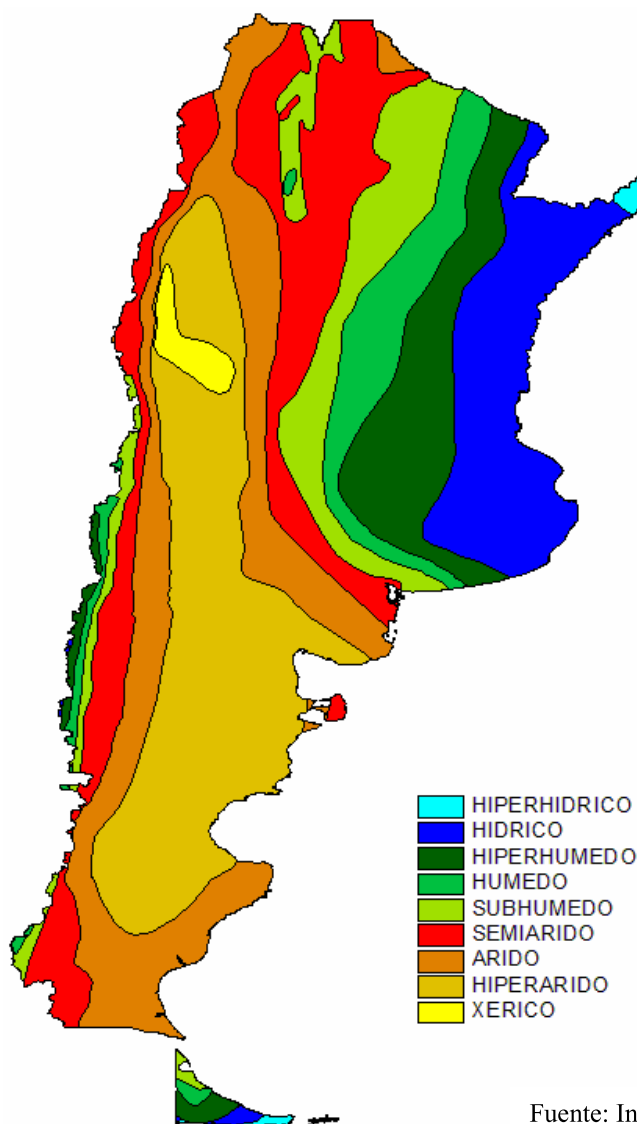 HIPERHIDRICO
HIDRICO
HIPERHUMEDO
HUMEDO
SUBHUMEDO
SEMIARIDO
ARIDO
HIPERARIDO
XERICO
Fuente: In